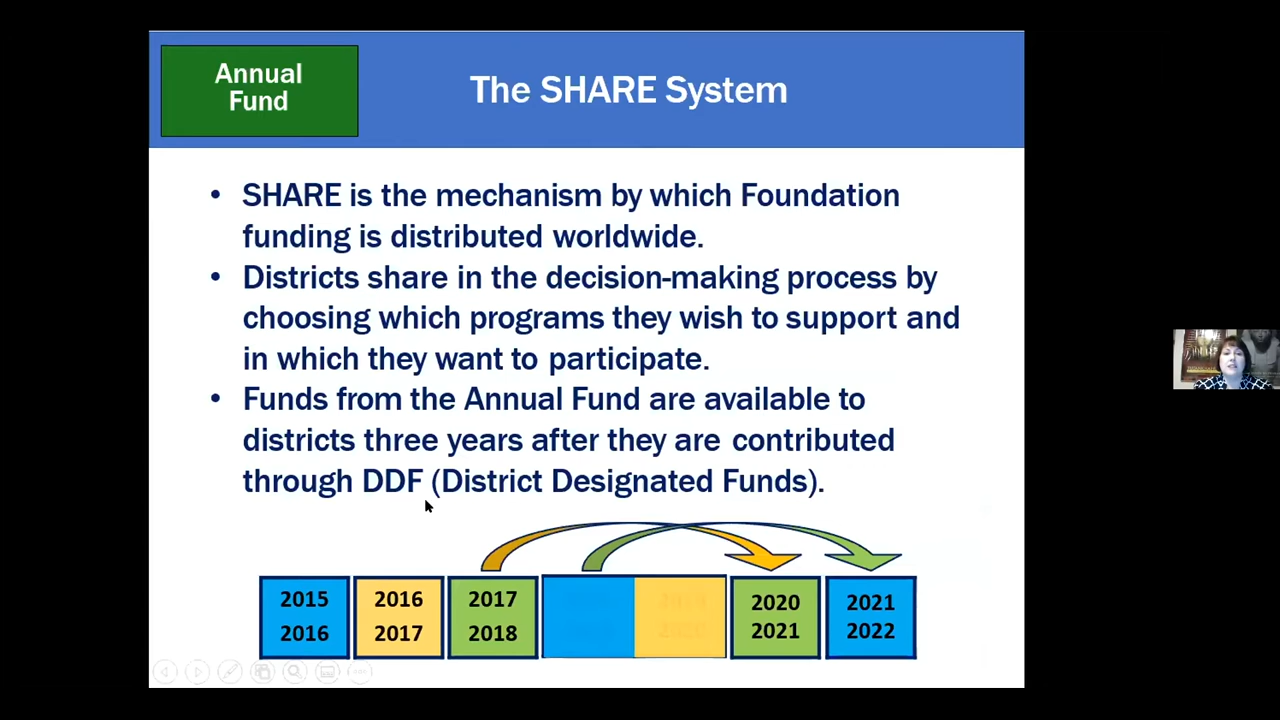 Annual
Fund
The SHARE System
• SHARE is the mechanism by which Foundation
funding is distributed worldwide.
• Districts share in the decision-making process by
choosing which programs they wish to support and
in which they want to participate.
• Funds from the Annual Fund are available to
districts three years after they are contributed
through DDF (District Designated Funds).
2015 2016 2017 2020 2021
2016 2017 2018 2021 2022